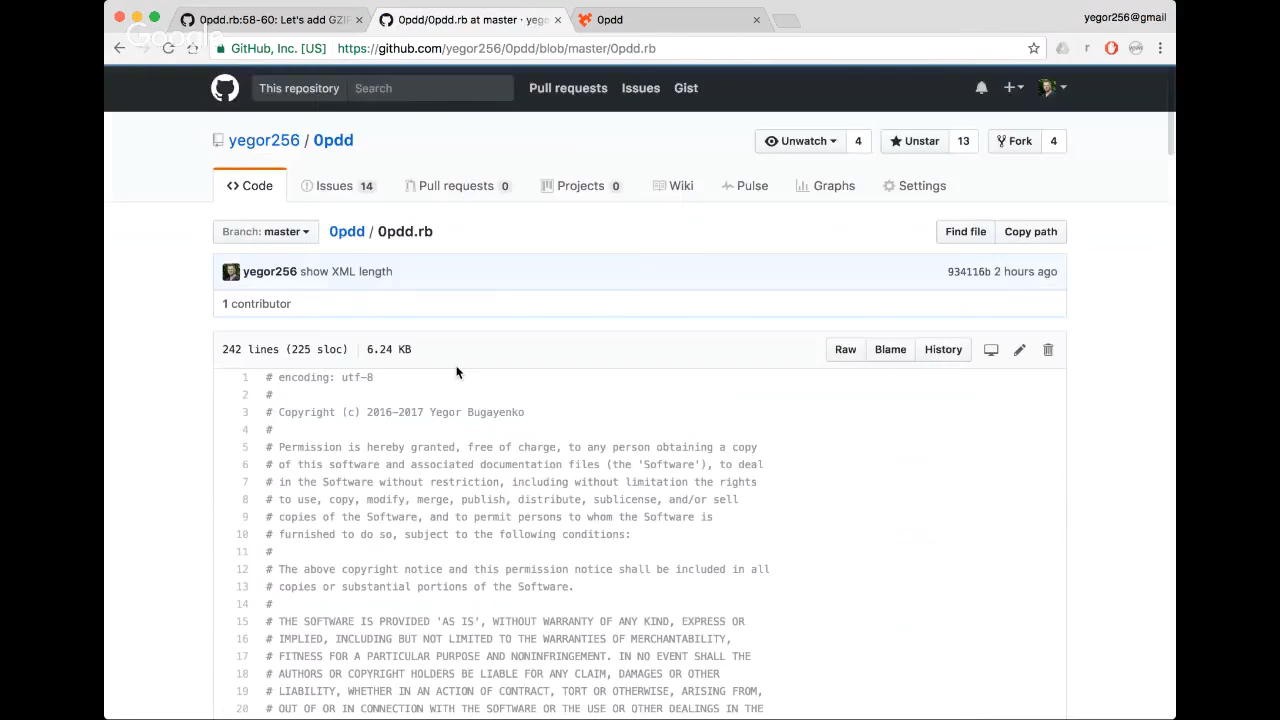 0pdd.rb:58-60: Let's add GZIP
0pdd/0pdd.rb at master · yego
0pdd
yegor256@gmail
Google
GitHub, Inc. [US]
https://github.com/yegor256/0pdd/blob/master/0pdd.rb
This repository
Search
Pull requests
Issues
Gist
yegor256 / 0pdd
Unwatch 4
Unstar 13
Fork 4
<> Code
Issues 14
Pull requests 0
Projects 0
Wiki
Pulse
Graphs
Settings
Branch: master
0pdd / 0pdd.rb
Find file
Copy path
yegor256 show XML length
934116b 2 hours ago
1 contributor
242 lines (225 sloc)
6.24 KB
Raw
Blame
History
1 # encoding: utf-8
2 #
3 # Copyright (c) 2016-2017 Yegor Bugayenko
4 #
5 # Permission is hereby granted, free of charge, to any person obtaining a copy
6 # of this software and associated documentation files (the 'Software'), to deal
7 # in the Software without restriction, including without limitation the rights
8 # to use, copy, modify, merge, publish, distribute, sublicense, and/or sell
9 # copies of the Software, and to permit persons to whom the Software is
10 # furnished to do so, subject to the following conditions:
11 #
12 # The above copyright notice and this permission notice shall be included in all
13 # copies or substantial portions of the Software.
14 #
15 # THE SOFTWARE IS PROVIDED 'AS IS', WITHOUT WARRANTY OF ANY KIND, EXPRESS OR
16 # IMPLIED, INCLUDING BUT NOT LIMITED TO THE WARRANTIES OF MERCHANTABILITY,
17 # FITNESS FOR A PARTICULAR PURPOSE AND NONINFRINGEMENT. IN NO EVENT SHALL THE
18 # AUTHORS OR COPYRIGHT HOLDERS BE LIABLE FOR ANY CLAIM, DAMAGES OR OTHER
19 # LIABILITY, WHETHER IN AN ACTION OF CONTRACT, TORT OR OTHERWISE, ARISING FROM,
20 # OUT OF OR IN CONNECTION WITH THE SOFTWARE OR THE USE OR OTHER DEALINGS IN THE